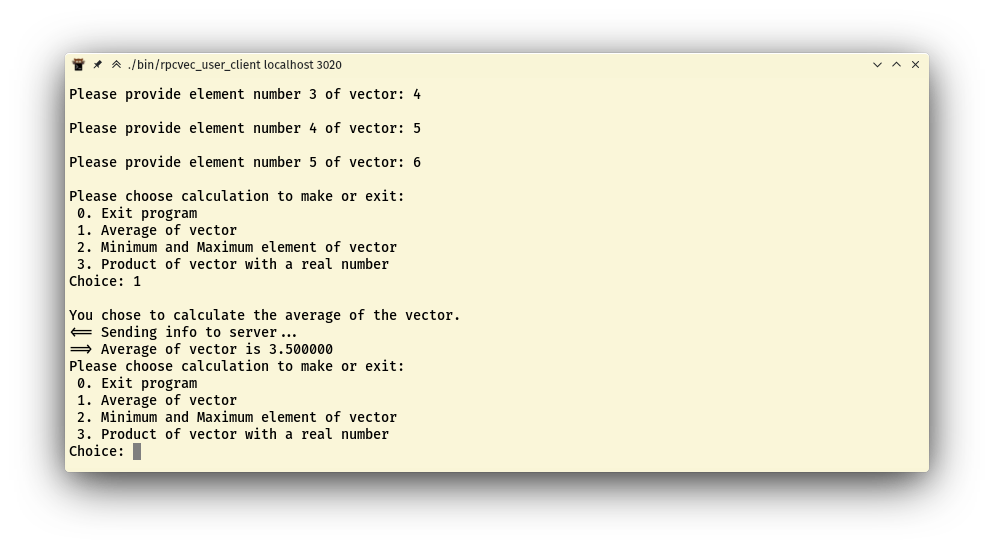 ./bin/rpcvec_user_client localhost 3020
Please provide element number 3 of vector: 4
Please provide element number 4 of vector: 5
Please provide element number 5 of vector: 6
Please choose calculation to make or exit:
0. Exit program
1. Average of vector
2. Minimum and Maximum element of vector
3. Product of vector with a real number
Choice: 1
You chose to calculate the average of the vector.
<== Sending info to server...
==> Average of vector is 3.500000
Please choose calculation to make or exit:
0. Exit program
1. Average of vector
2. Minimum and Maximum element of vector
3. Product of vector with a real number
Choice: